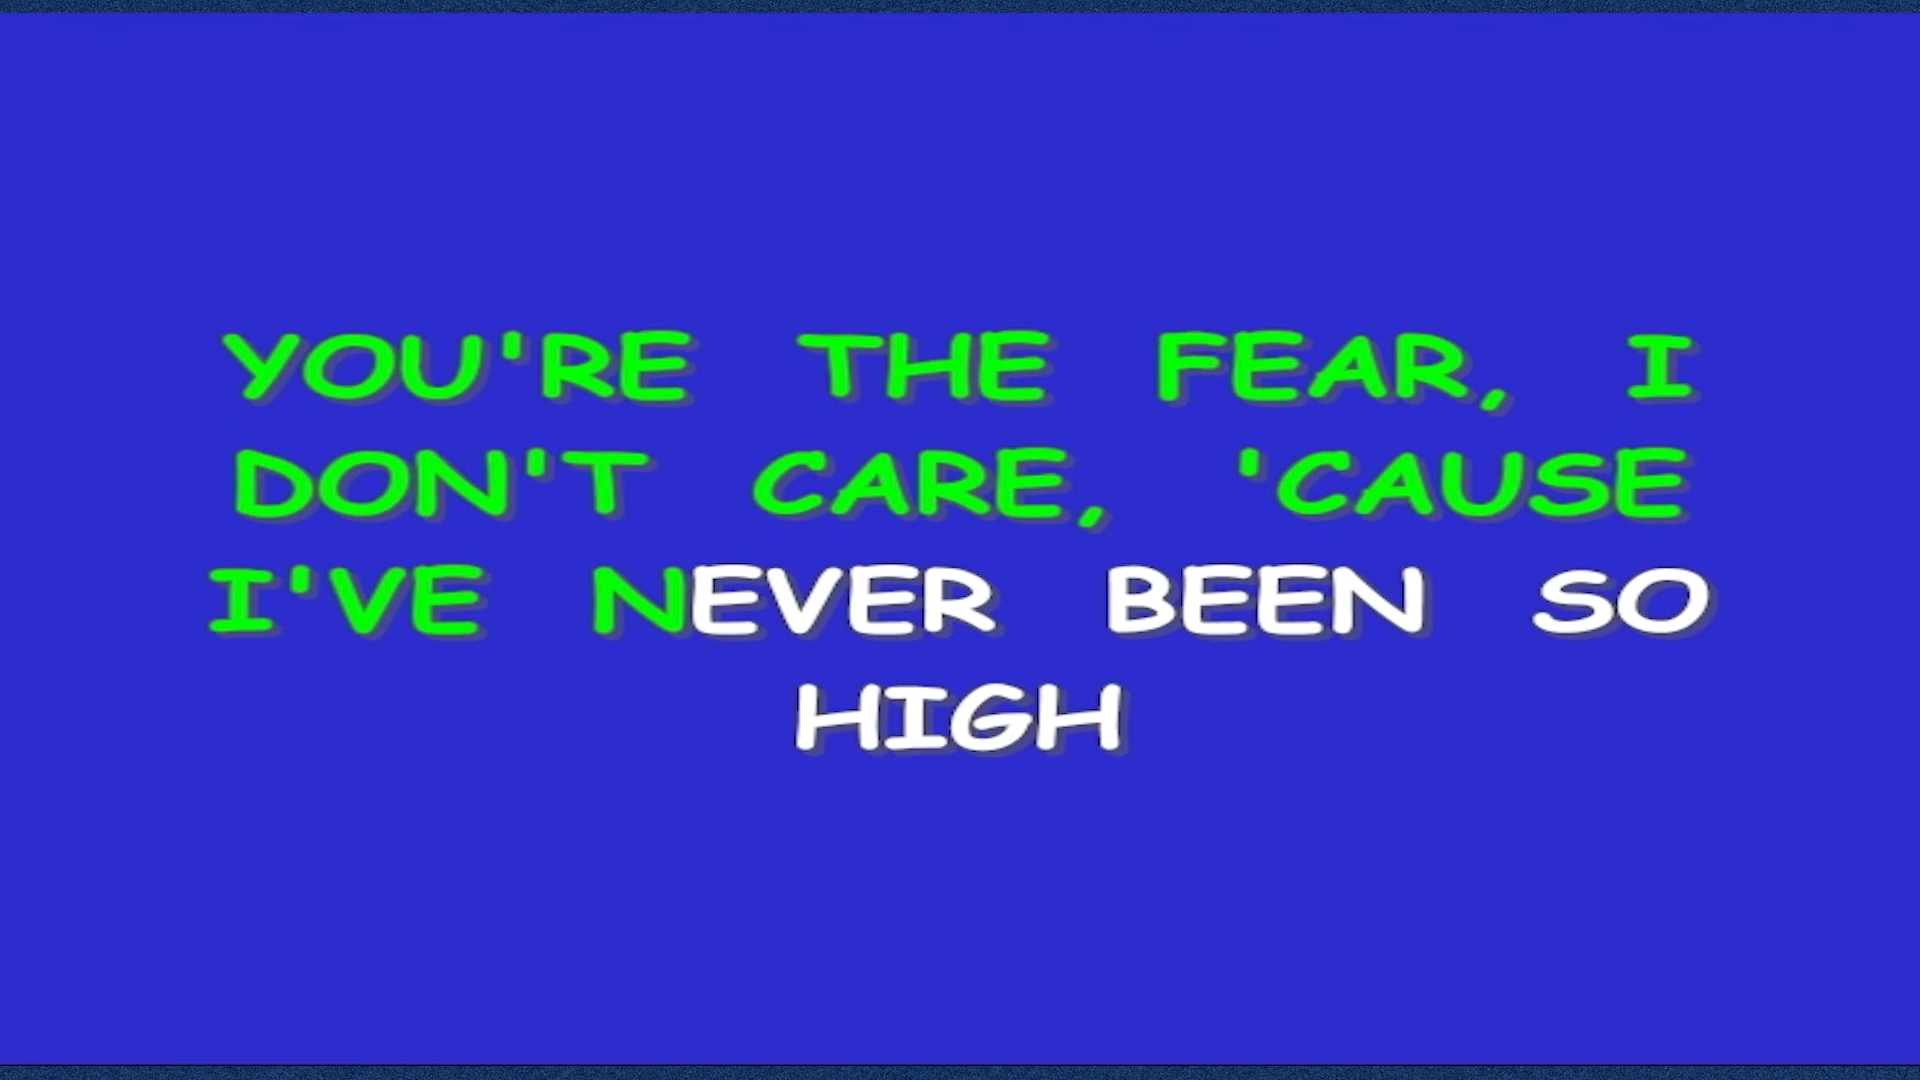 YOU'RE THE FEAR, I
DON'T CARE, 'CAUSE
I'VE NEVER BEEN SO
HIGH